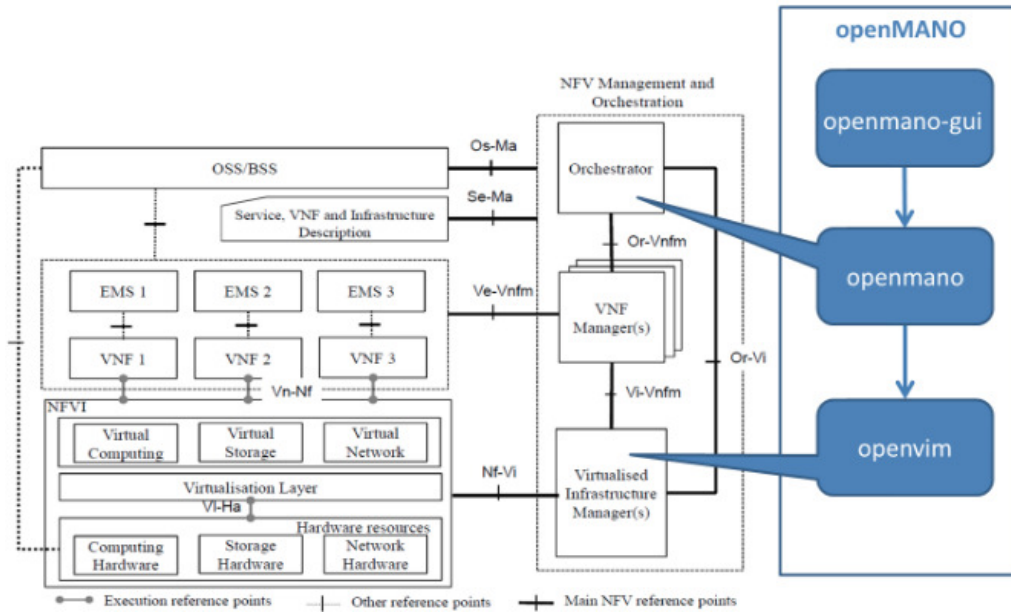 openMANO
openmano-gui
openmano
openvim
NFV Management and
Orchestration
Os-Ma
OSS/BSS
Orchestrator
Se-Ma
Service, VNF and Infrastructure
Description
Or-Vnfm
EMS 1
EMS 2
EMS 3
Ve-Vnfm
VNF
Manager(s)
VNF 1
VNF 2
VNF 3
Or-Vi
Vn-Nf
Vi-Vnfm
NFVI
Virtual
Computing
Virtual
Storage
Virtual
Network
Nf-Vi
Virtualised
Infrastructure
Manager(s)
Virtualisation Layer
Vl-Ha
Hardware resources
Computing
Hardware
Storage
Hardware
Network
Hardware
Execution reference points
Other reference points
Main NFV reference points